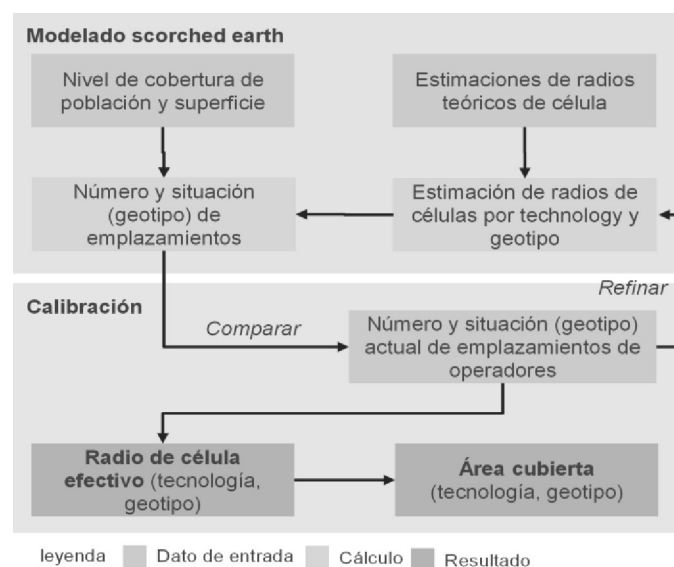 Modelado scorched earth
Nivel de cobertura de
población y superficie
Estimaciones de radios
teóricos de célula
Número y situación
(geotipo) de
emplazamientos
Estimación de radios de
células por technology y
geotipo
Refinar
Calibración
Comparar
Número y situación (geotipo)
actual de emplazamientos de
operadores
Radio de célula
efectivo (tecnología,
geotipo)
Área cubierta
(tecnología, geotipo)
leyenda Dato de entrada Cálculo Resultado